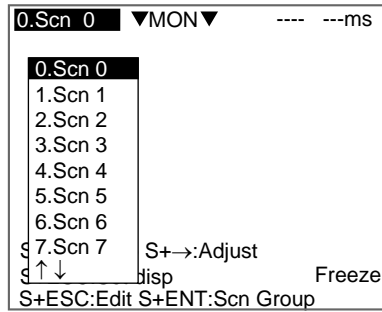 0.Scn 0 ▼MON▼ ---- ---ms
0.Scn 0
1.Scn 1
2.Scn 2
3.Scn 3
4.Scn 4
5.Scn 5
6.Scn 6
7.Scn 7
↑↓
S+→:Adjust
disp Freeze
S+ESC:Edit S+ENT:Scn Group